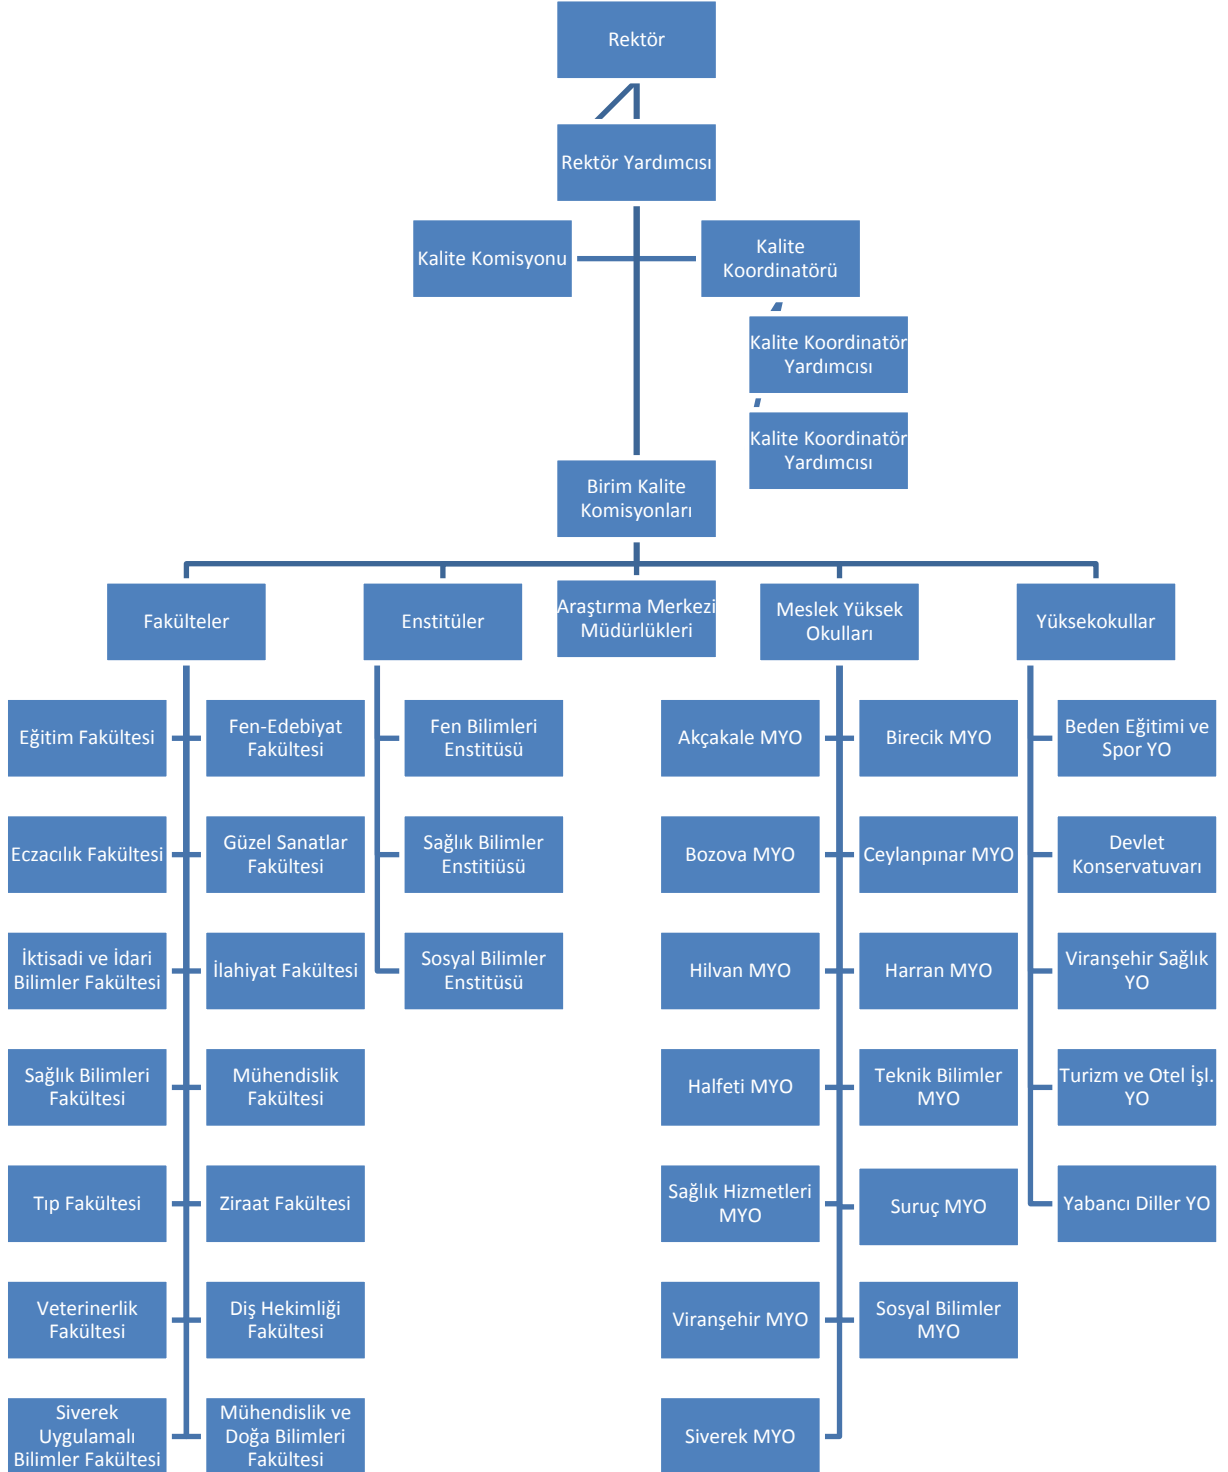 Rektör
Rektör Yardımcısı
Kalite Komisyonu
Kalite
Koordinatörü
Kalite Koordinatör
Yardımcısı
Kalite Koordinatör
Yardımcısı
Birim Kalite
Komisyonları
Fakülteler
Enstitüler
Araştırma Merkezi
Müdürlükleri
Meslek Yüksek
Okulları
Yüksekokullar
Eğitim Fakültesi
Fen-Edebiyat
Fakültesi
Fen Bilimleri
Enstitüsü
Akçakale MYO
Birecik MYO
Beden Eğitimi ve
Spor YO
Eczacılık Fakültesi
Güzel Sanatlar
Fakültesi
Sağlık Bilimler
Enstitiüsü
Bozova MYO
Ceylanpınar MYO
Devlet
Konservatuvarı
İktisadi ve İdari
Bilimler Fakültesi
İlahiyat Fakültesi
Sosyal Bilimler
Enstitüsü
Hilvan MYO
Harran MYO
Viranşehir Sağlık
YO
Sağlık Bilimleri
Fakültesi
Mühendislik
Fakültesi
Halfeti MYO
Teknik Bilimler
MYO
Turizm ve Otel İşl.
YO
Tıp Fakültesi
Ziraat Fakültesi
Sağlık Hizmetleri
MYO
Suruç MYO
Yabancı Diller YO
Veterinerlik
Fakültesi
Diş Hekimliği
Fakültesi
Viranşehir MYO
Sosyal Bilimler
MYO
Siverek
Uygulamalı
Bilimler Fakültesi
Mühendislik ve
Doğa Bilimleri
Fakültesi
Siverek MYO